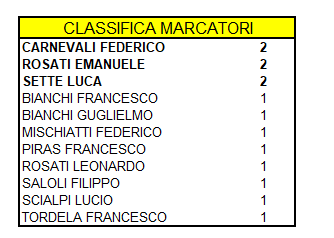 CLASSIFICA MARCATORI
CARNEVALI FEDERICO 2
ROSATI EMANUELE 2
SETTE LUCA 2
BIANCHI FRANCESCO 1
BIANCHI GUGLIELMO 1
MISCHIATTI FEDERICO 1
PIRAS FRANCESCO 1
ROSATI LEONARDO 1
SALOLI FILIPPO 1
SCIALPI LUCIO 1
TORDELA FRANCESCO 1